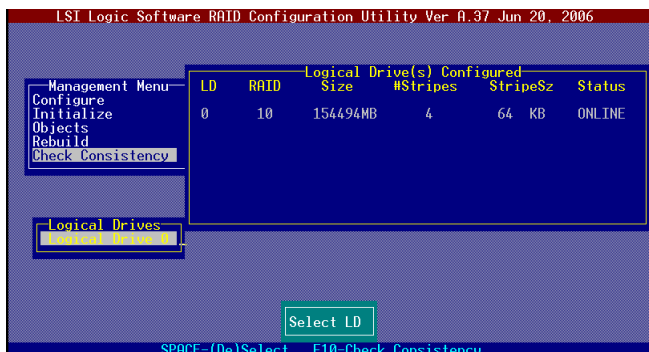 LSI Logic Software RAID Configuration Utility Ver A.37 Jun 20, 2006
Management Menu
Configure
Initialize
Objects
Rebuild
Check Consistency
Logical Drive(s) Configured
LD RAID Size #Stripes StripeSz Status
0 10 154494MB 4 64 KB ONLINE
Logical Drives
Logical Drive 0
Select LD
SPACE-(De)Select F10-Check Consistency